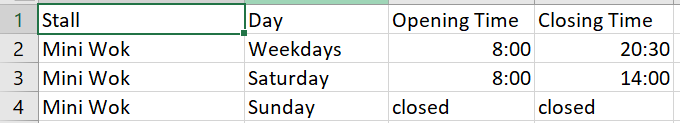 1 Stall Day Opening Time Closing Time
2 Mini Wok Weekdays 8:00 20:30
3 Mini Wok Saturday 8:00 14:00
4 Mini Wok Sunday closed closed